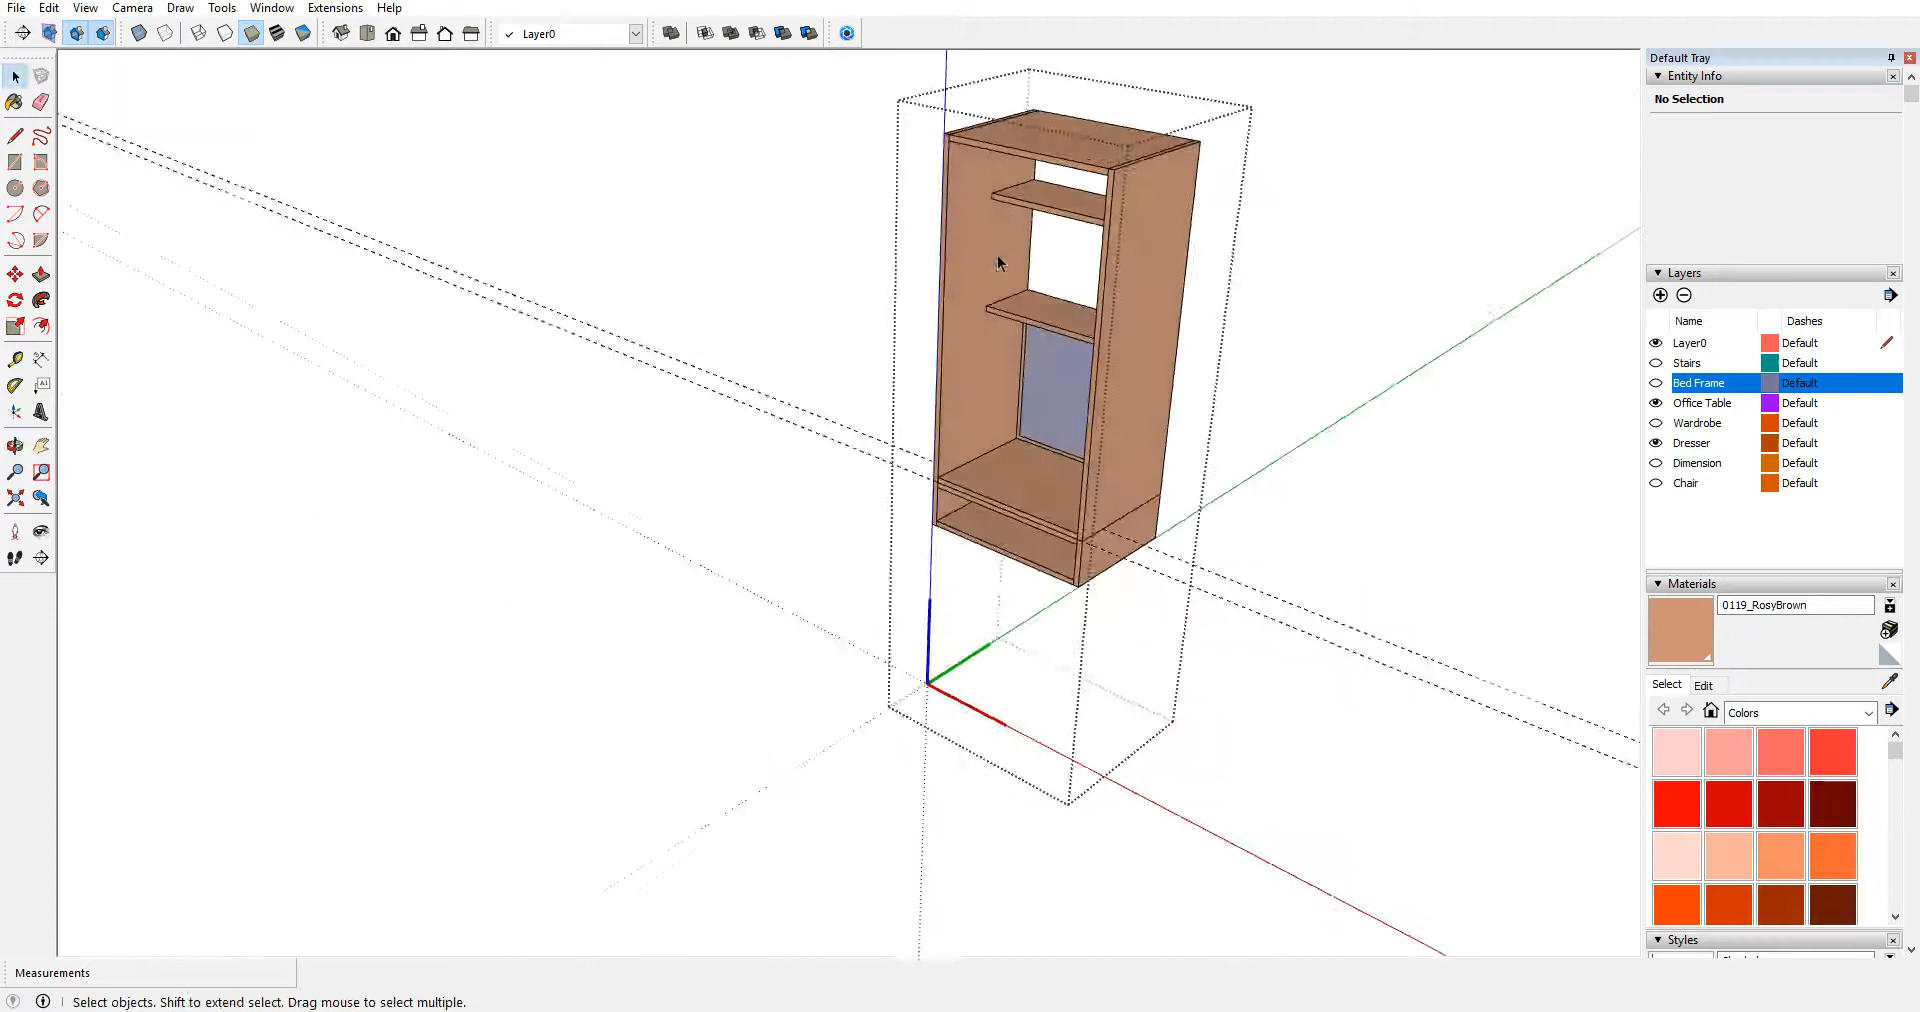 File Edit View Camera Draw Tools Window Extensions Help
✓ Layer0
Default Tray
Entity Info
No Selection
Layers
Name Dashes
Layer0 Default
Stairs Default
Bed Frame Default
Office Table Default
Wardrobe Default
Dresser Default
Dimension Default
Chair Default
Materials
0119_RosyBrown
Select Edit
Colors
Styles
Measurements
Select objects. Shift to extend select. Drag mouse to select multiple.